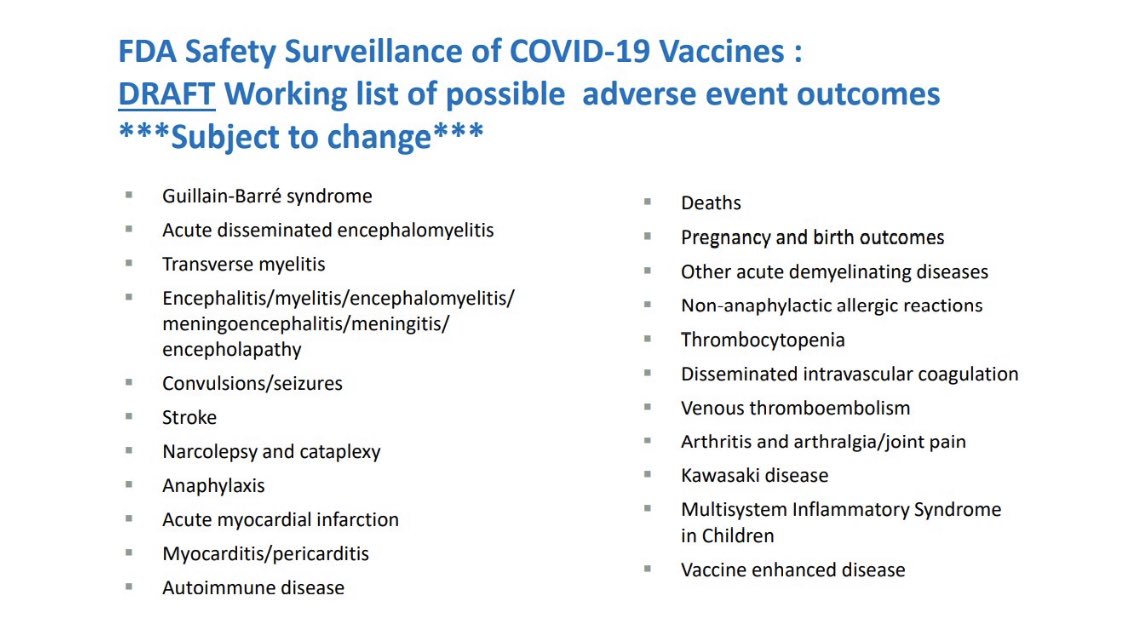 FDA Safety Surveillance of COVID-19 Vaccines :
DRAFT Working list of possible adverse event outcomes
***Subject to change***
Guillain-Barré syndrome
Acute disseminated encephalomyelitis
Transverse myelitis
Encephalitis/myelitis/encephalomyelitis/
meningoencephalitis/meningitis/
encepholapathy
Convulsions/seizures
Stroke
Narcolepsy and cataplexy
Anaphylaxis
Acute myocardial infarction
Myocarditis/pericarditis
Autoimmune disease
Deaths
Pregnancy and birth outcomes
Other acute demyelinating diseases
Non-anaphylactic allergic reactions
Thrombocytopenia
Disseminated intravascular coagulation
Venous thromboembolism
Arthritis and arthralgia/joint pain
Kawasaki disease
Multisystem Inflammatory Syndrome
in Children
Vaccine enhanced disease